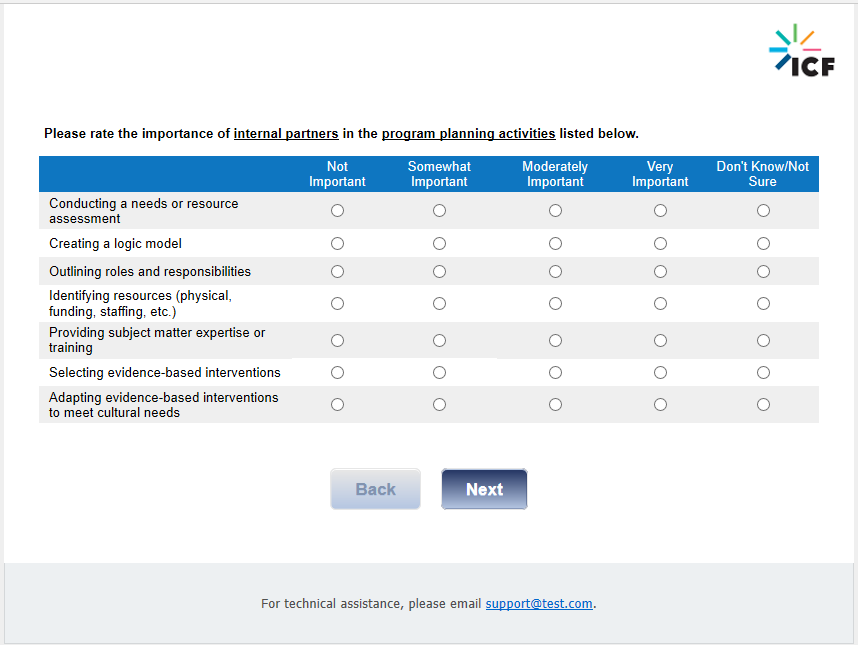 ICF
Please rate the importance of internal partners in the program planning activities listed below.
Not Somewhat Moderately Very Don't Know/Not
Important Important Important Important Sure
Conducting a needs or resource
assessment
Creating a logic model
Outlining roles and responsibilities
Identifying resources (physical,
funding, staffing, etc.)
Providing subject matter expertise or
training
Selecting evidence-based interventions
Adapting evidence-based interventions
to meet cultural needs
Back Next
For technical assistance, please email support@test.com.